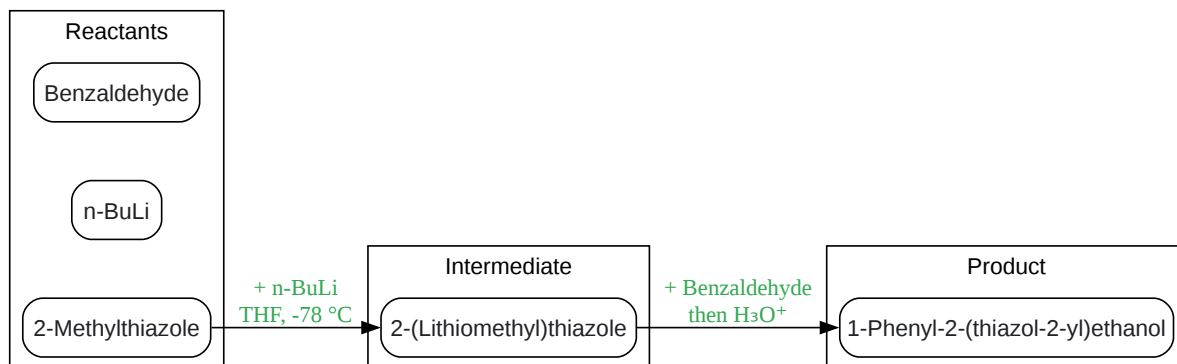 Reactants
Benzaldehyde
n-BuLi
2-Methylthiazole
+ n-BuLi
THF, -78 °C
Intermediate
2-(Lithiomethyl)thiazole
+ Benzaldehyde
then H₃O⁺
Product
1-Phenyl-2-(thiazol-2-yl)ethanol